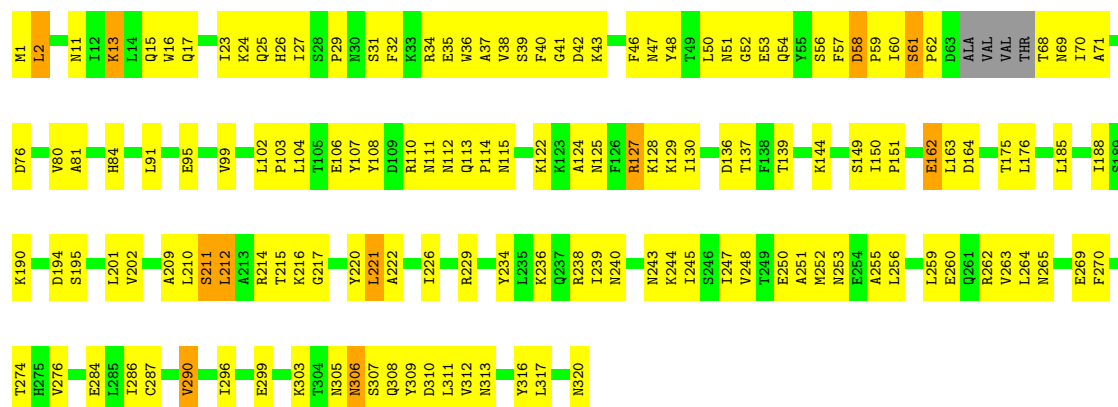 M1 L2 N11 I12 K13 L14 Q15 W16 Q17 I23 K24 Q25 H26 I27 S28 P29 N30 S31 F32 K33 R34 E35 W36 A37 V38 S39 F40 G41 D42 K43 F46 N47 Y48 T49 L50 N51 G52 E53 Q54 Y55 S56 F57 D58 P59 I60 S61 P62 D63 ALA VAL VAL THR T68 N69 I70 A71
D76 V80 A81 H84 L91 E95 V99 L102 P103 L104 T105 E106 Y107 Y108 D109 R110 N111 N112 Q113 P114 N115 K122 K123 A124 N125 F126 R127 K128 K129 I130 D136 T137 F138 T139 K144 S149 I150 P151 E162 L163 D164 T175 L176 L185 I188 S189
K190 D194 S195 L201 V202 A209 L210 S211 L212 A213 R214 T215 K216 G217 Y220 L221 A222 I226 R229 Y234 L235 K236 Q237 R238 I239 N240 N243 K244 I245 S246 I247 V248 T249 E250 A251 M252 N253 E254 A255 L256 L259 E260 Q261 R262 V263 L264 N265 E269 F270
T274 H275 V276 E284 L285 I286 C287 V290 I296 E299 K303 T304 N305 N306 S307 Q308 Y309 D310 L311 V312 N313 Y316 L317 N320